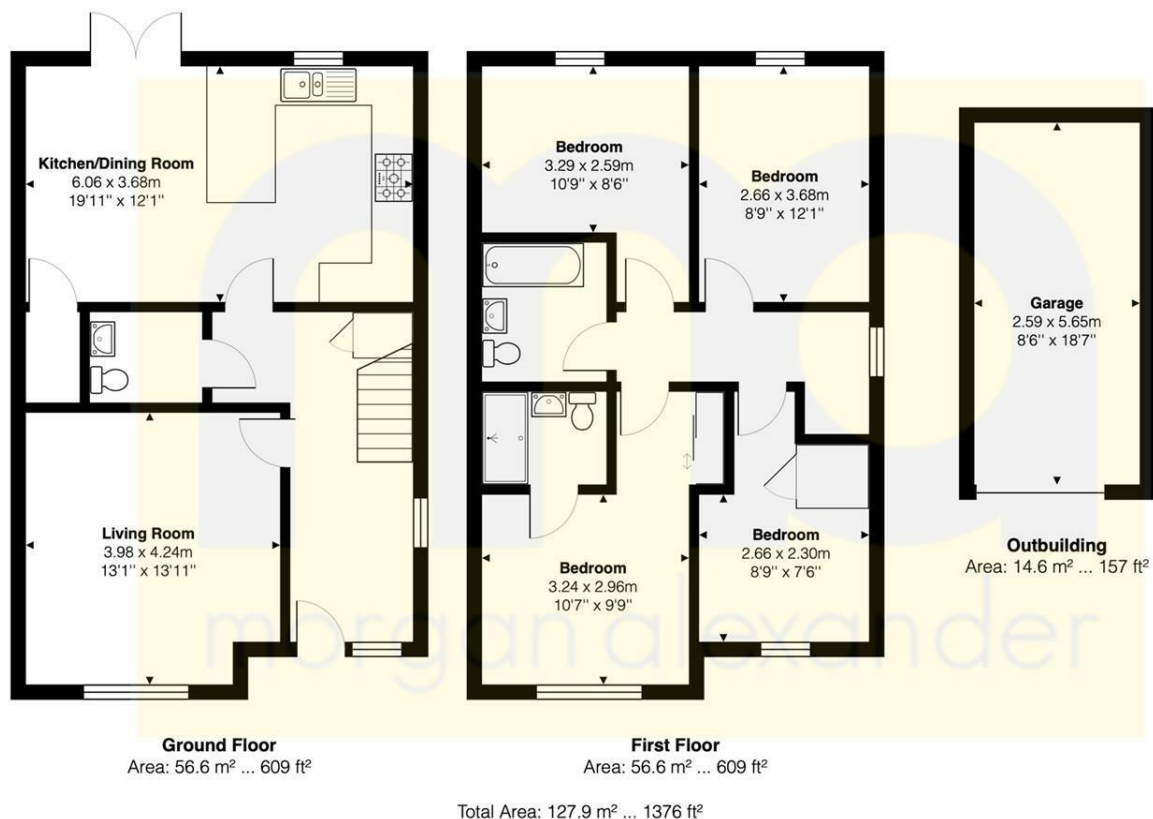 Kitchen/Dining Room
6.06 x 3.68m
19'11" x 12'1"
Living Room
3.98 x 4.24m
13'1" x 13'11"
Ground Floor
Area: 56.6 m² ... 609 ft²
Bedroom
3.29 x 2.59m
10'9" x 8'6"
Bedroom
2.66 x 3.68m
8'9" x 12'1"
Bedroom
3.24 x 2.96m
10'7" x 9'9"
Bedroom
2.66 x 2.30m
8'9" x 7'6"
First Floor
Area: 56.6 m² ... 609 ft²
Garage
2.59 x 5.65m
8'6" x 18'7"
Outbuilding
Area: 14.6 m² ... 157 ft²
ma
morgan alexander
Total Area: 127.9 m² ... 1376 ft²